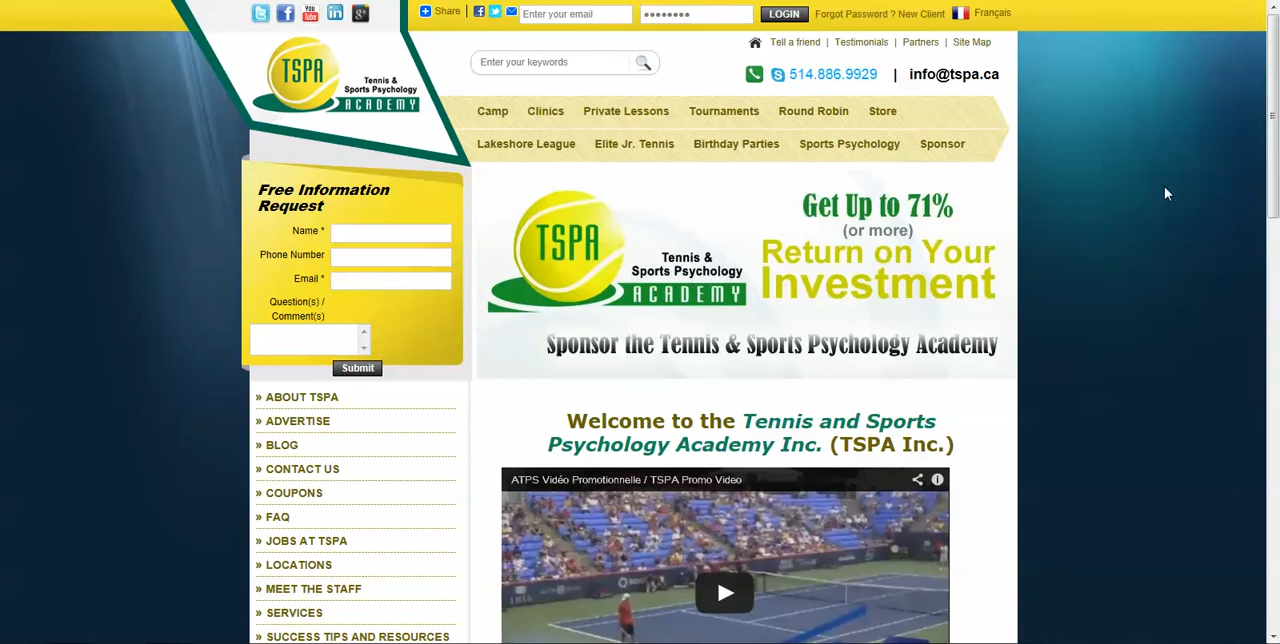 You Tube
Share
Enter your email
••••••••
LOGIN
Forgot Password ? New Client
Français
TSPA
Tennis &
Sports Psychology
ACADEMY
Enter your keywords
Tell a friend | Testimonials | Partners | Site Map
514.886.9929 | info@tspa.ca
Camp Clinics Private Lessons Tournaments Round Robin Store
Lakeshore League Elite Jr. Tennis Birthday Parties Sports Psychology Sponsor
Free Information
Request
Name *
Phone Number
Email *
Question(s) /
Comment(s)
Submit
TSPA
Tennis &
Sports Psychology
ACADEMY
Get Up to 71%
(or more)
Return on Your
Investment
Sponsor the Tennis & Sports Psychology Academy
» ABOUT TSPA
» ADVERTISE
» BLOG
» CONTACT US
» COUPONS
» FAQ
» JOBS AT TSPA
» LOCATIONS
» MEET THE STAFF
» SERVICES
» SUCCESS TIPS AND RESOURCES
Welcome to the Tennis and Sports
Psychology Academy Inc. (TSPA Inc.)
ATPS Vidéo Promotionnelle / TSPA Promo Video